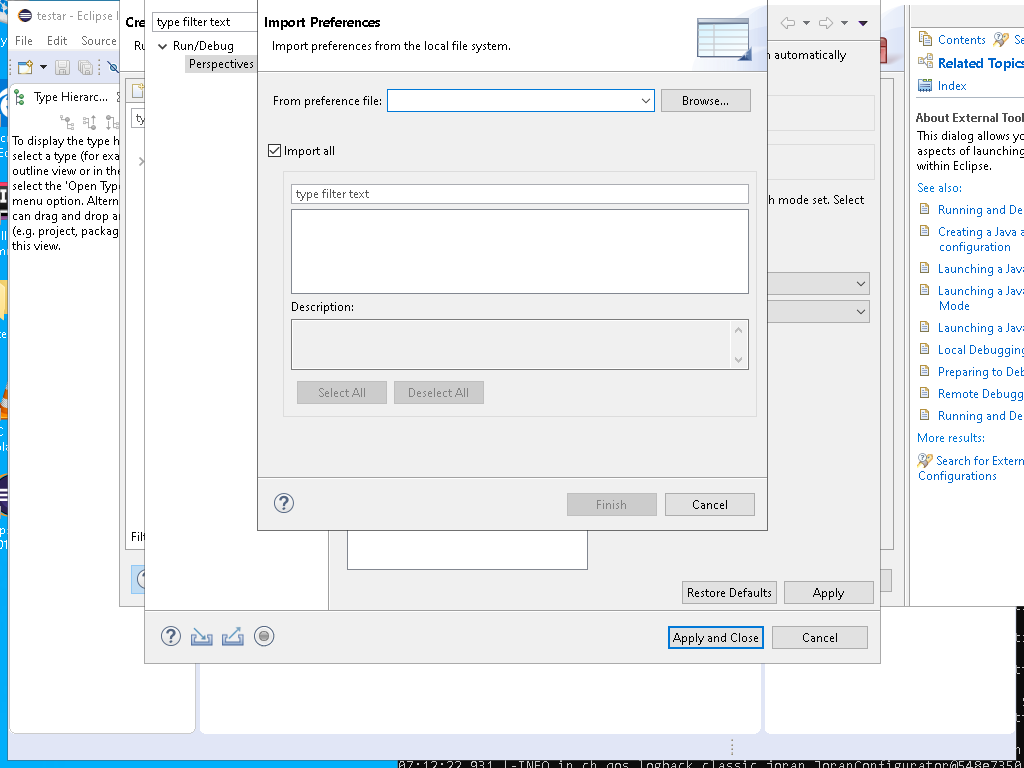 testar - Eclipse
File Edit Source
Type Hierarc...
To display the type h
select a type (for exa
outline view or in the
select the 'Open Type
menu option. Altern
can drag and drop a
(e.g. project, packag
this view.
Cre
Ru
ty
Filt
type filter text
Run/Debug
Perspectives
Import Preferences
Import preferences from the local file system.
From preference file:
Browse...
Import all
type filter text
Description:
Select All
Deselect All
Finish
Cancel
automatically
h mode set. Select
Restore Defaults
Apply
Apply and Close
Cancel
Contents
Se
Related Topics
Index
About External Tool
This dialog allows yo
aspects of launching
within Eclipse.
See also:
Running and De
Creating a Java a
configuration
Launching a Java
Launching a Java
Mode
Launching a Java
Local Debugging
Preparing to Deb
Remote Debugg
Running and De
More results:
Search for Extern
Configurations
07:12:22,931 |-INFO in ch.qos.logback.classic.joran.JoranConfigurator@548e7350